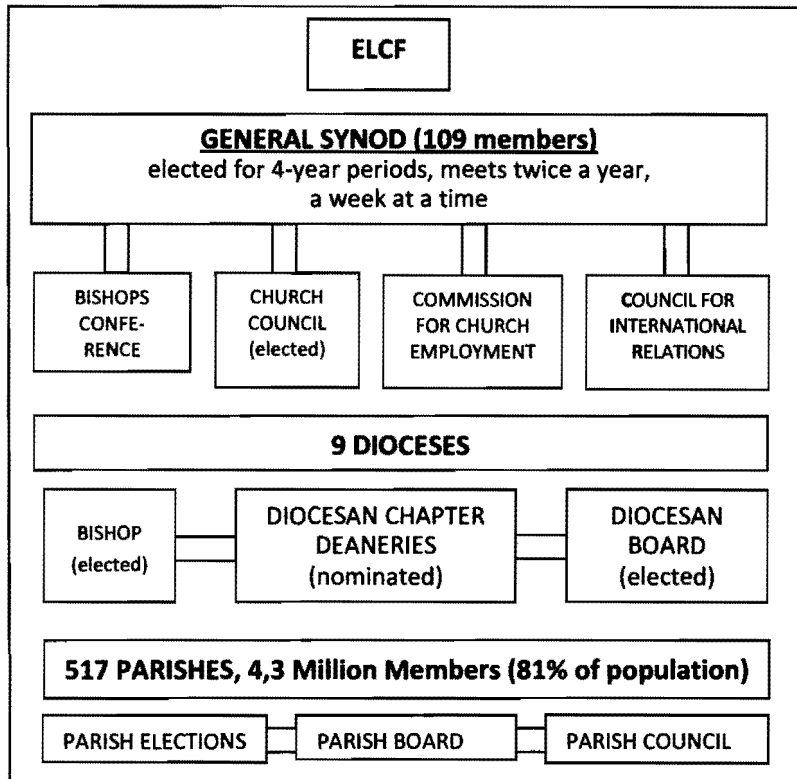 ELCF
GENERAL SYNOD (109 members)
elected for 4-year periods, meets twice a year,
a week at a time
BISHOPS
CONFE-
RENCE
CHURCH
COUNCIL
(elected)
COMMISSION
FOR CHURCH
EMPLOYMENT
COUNCIL FOR
INTERNATIONAL
RELATIONS
9 DIOCESES
BISHOP
(elected)
DIOCESAN CHAPTER
DEANERIES
(nominated)
DIOCESAN
BOARD
(elected)
517 PARISHES, 4,3 Million Members (81% of population)
PARISH ELECTIONS
PARISH BOARD
PARISH COUNCIL